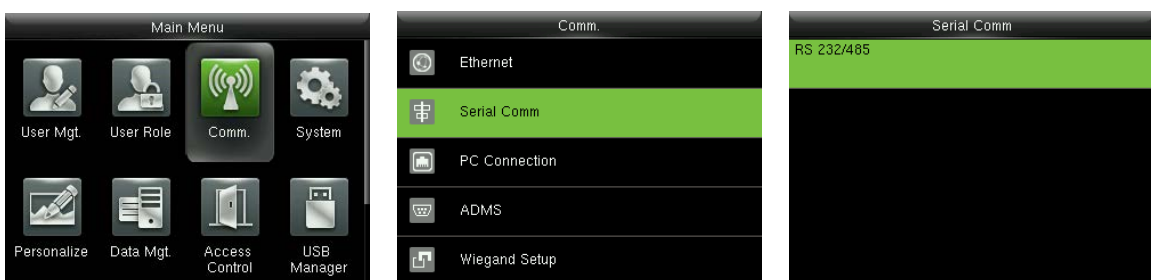 Main Menu
User Mgt.
User Role
Comm.
System
Personalize
Data Mgt.
Access
Control
USB
Manager
Comm.
Ethernet
Serial Comm
PC Connection
ADMS
Wiegand Setup
Serial Comm
RS 232/485